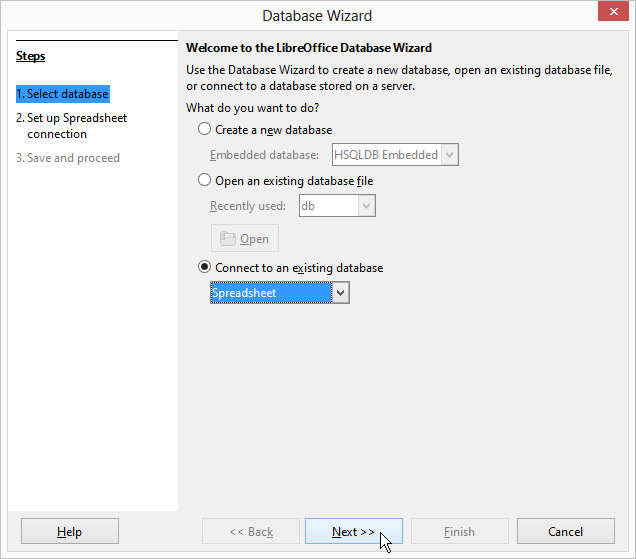 Database Wizard
Steps
1. Select database
2. Set up Spreadsheet
connection
3. Save and proceed
Welcome to the LibreOffice Database Wizard
Use the Database Wizard to create a new database, open an existing database file,
or connect to a database stored on a server.
What do you want to do?
Create a new database
Embedded database: HSQLDB Embedded
Open an existing database file
Recently used: db
Open
Connect to an existing database
Spreadsheet
Help << Back Next >> Finish Cancel